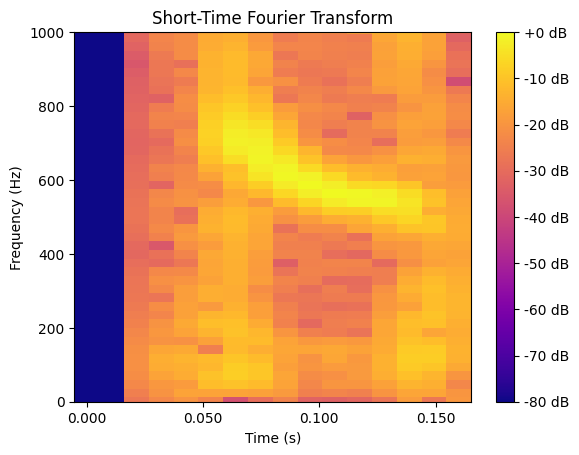 Short-Time Fourier Transform
1000
800
600
400
200
0
Frequency (Hz)
0.000
0.050
0.100
0.150
Time (s)
+0 dB
-10 dB
-20 dB
-30 dB
-40 dB
-50 dB
-60 dB
-70 dB
-80 dB